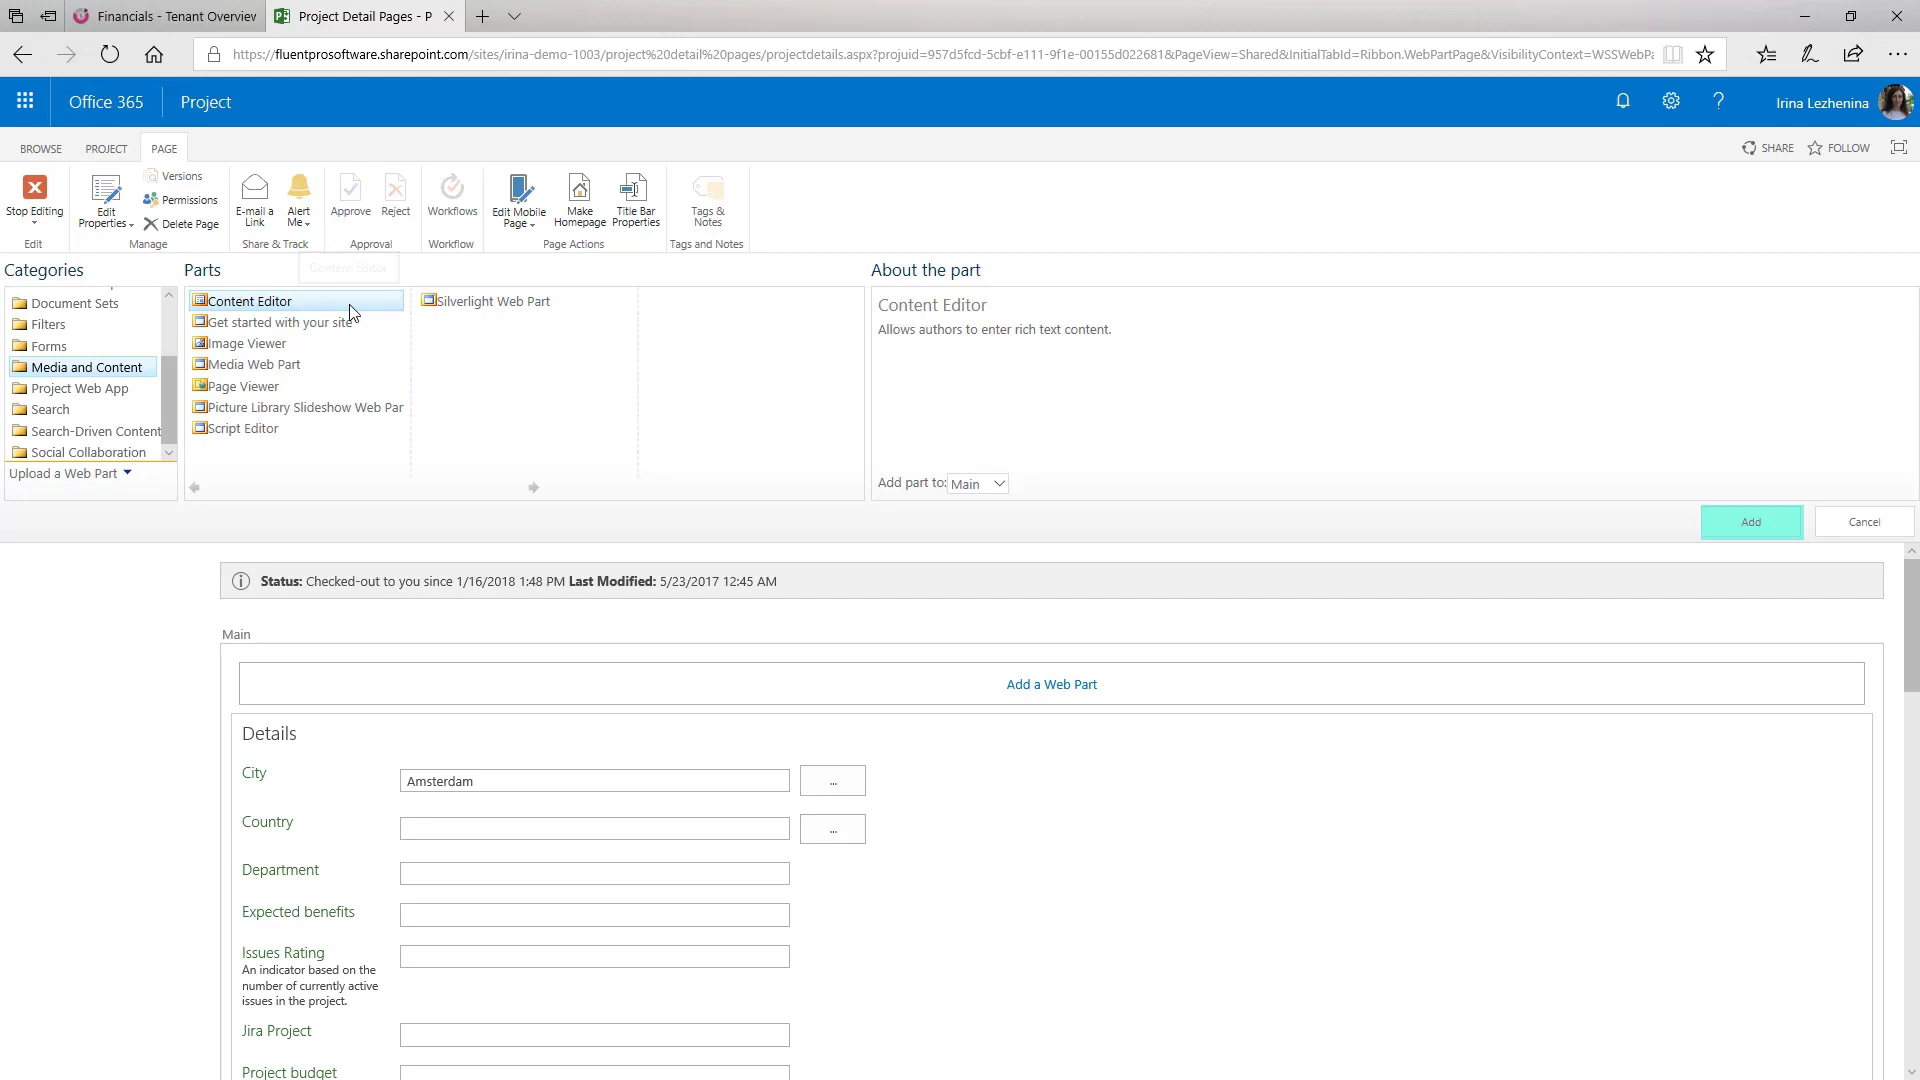 Financials - Tenant Overview
Project Detail Pages - P
https://fluentprosoftware.sharepoint.com/sites/irina-demo-1003/project%20detail%20pages/projectdetails.aspx?projuid=957d5fcd-5cbf-e111-9f1e-00155d022681&PageView=Shared&InitialTabId=Ribbon.WebPartPage&VisibilityContext=WSSWebPa
Office 365
Project
?
Irina Lezhenina
BROWSE
PROJECT
PAGE
SHARE
FOLLOW
Stop Editing
Edit
Properties
Versions
Permissions
Delete Page
E-mail a
Link
Alert
Me
Approve
Reject
Workflows
Edit Mobile
Page
Make
Homepage
Title Bar
Properties
Tags &
Notes
Edit
Manage
Share & Track
Approval
Workflow
Page Actions
Tags and Notes
Categories
Document Sets
Filters
Forms
Media and Content
Project Web App
Search
Search-Driven Content
Social Collaboration
Upload a Web Part
Parts
Content Editor
Content Editor
Get started with your site
Image Viewer
Media Web Part
Page Viewer
Picture Library Slideshow Web Par
Script Editor
Silverlight Web Part
About the part
Content Editor
Allows authors to enter rich text content.
Add part to: Main
Add
Cancel
Status: Checked-out to you since 1/16/2018 1:48 PM Last Modified: 5/23/2017 12:45 AM
Main
Add a Web Part
Details
City
Amsterdam
...
Country
...
Department
Expected benefits
Issues Rating
An indicator based on the
number of currently active
issues in the project.
Jira Project
Project budget